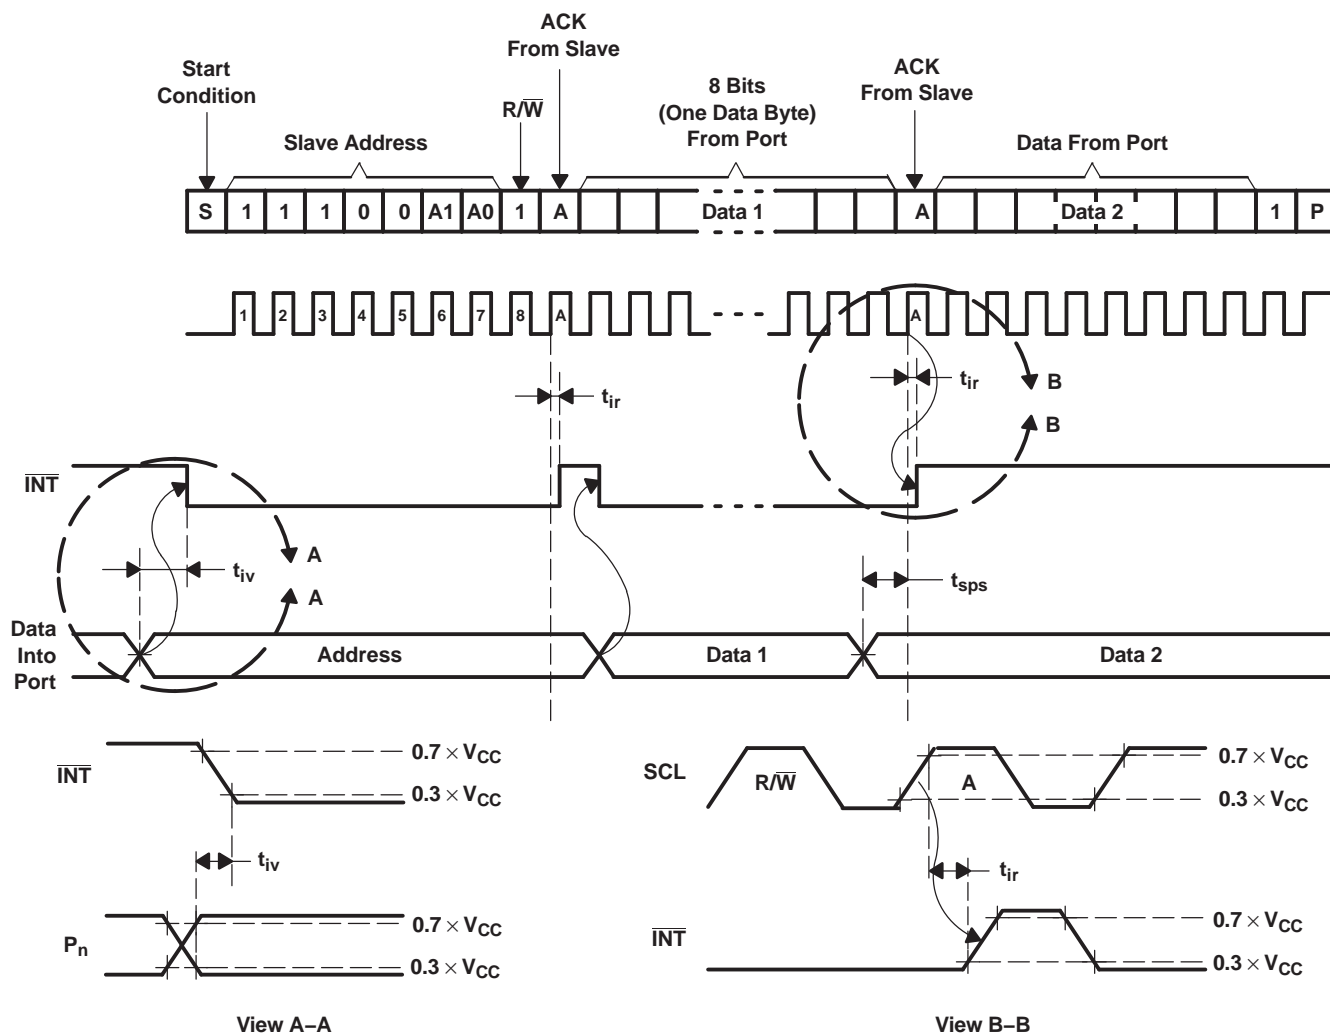 ACK
From Slave
Start
Condition
R/W̅
8 Bits
(One Data Byte)
From Port
ACK
From Slave
Slave Address
Data From Port
S 1 1 1 0 0 A1 A0 1 A Data 1 A Data 2 1 P
1 2 3 4 5 6 7 8 A A
tir
tir
B
B
I̅N̅T̅
A
tiv
A
tsps
Data
Into
Port
Address
Data 1
Data 2
I̅N̅T̅
0.7 × VCC
0.3 × VCC
tiv
Pn
0.7 × VCC
0.3 × VCC
View A–A
SCL
R/W̅
A
0.7 × VCC
0.3 × VCC
tir
I̅N̅T̅
0.7 × VCC
0.3 × VCC
View B–B